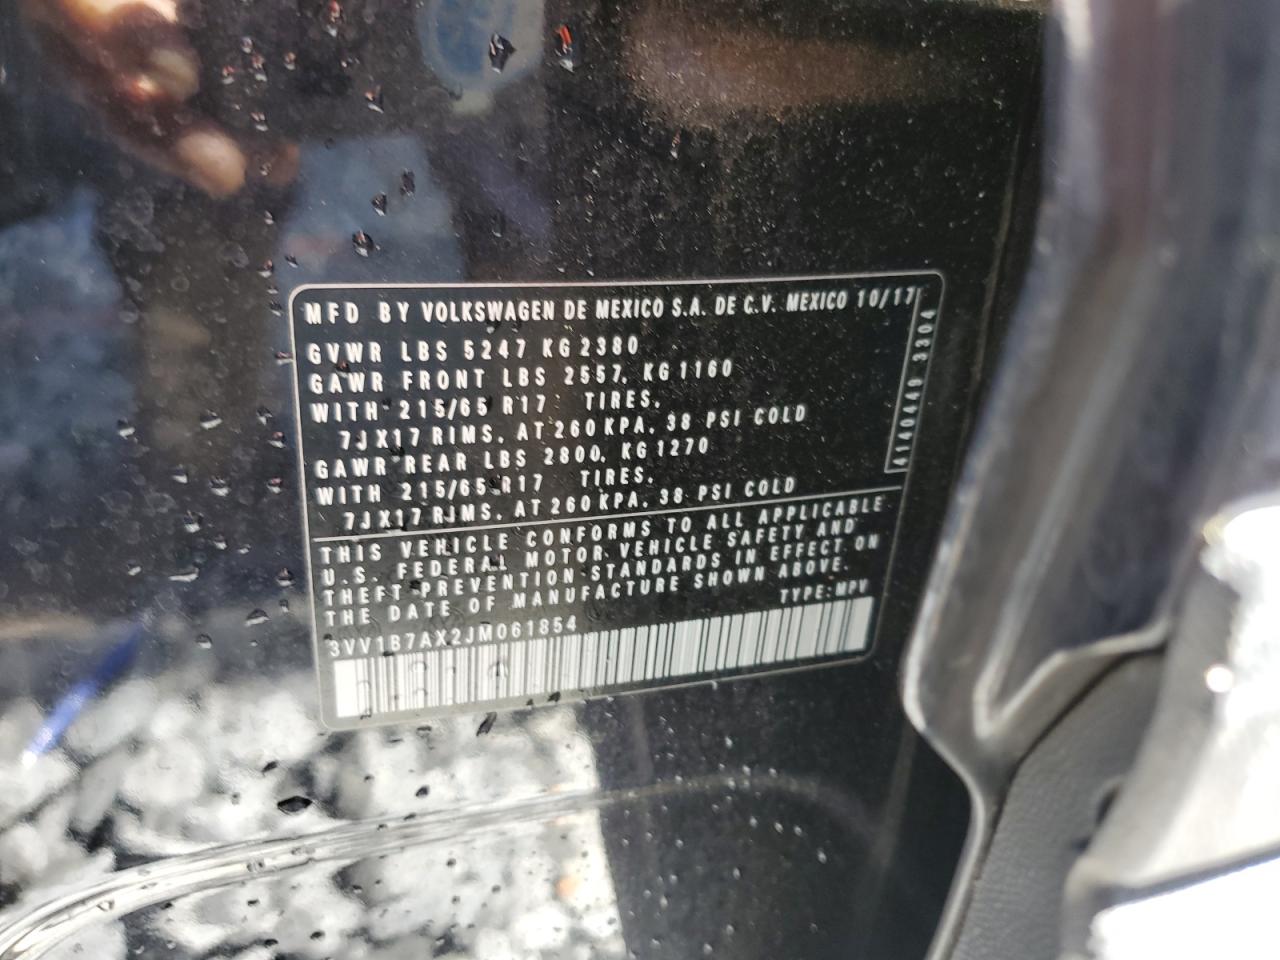 MFD BY VOLKSWAGEN DE MEXICO S.A. DE C.V. MEXICO 10/17
GVWR LBS 5247 KG 2380
GAWR FRONT LBS 2557, KG 1160
WITH 215/65 R17 TIRES,
7JX17 RIMS, AT 260 KPA, 38 PSI COLD
GAWR REAR LBS 2800, KG 1270
WITH 215/65 R17 TIRES,
7JX17 RIMS, AT 260 KPA, 38 PSI COLD
THIS VEHICLE CONFORMS TO ALL APPLICABLE
U.S. FEDERAL MOTOR VEHICLE SAFETY AND
THEFT PREVENTION STANDARDS IN EFFECT ON
THE DATE OF MANUFACTURE SHOWN ABOVE.
TYPE:MPV
3VV1B7AX2JM061854
4140449 3304